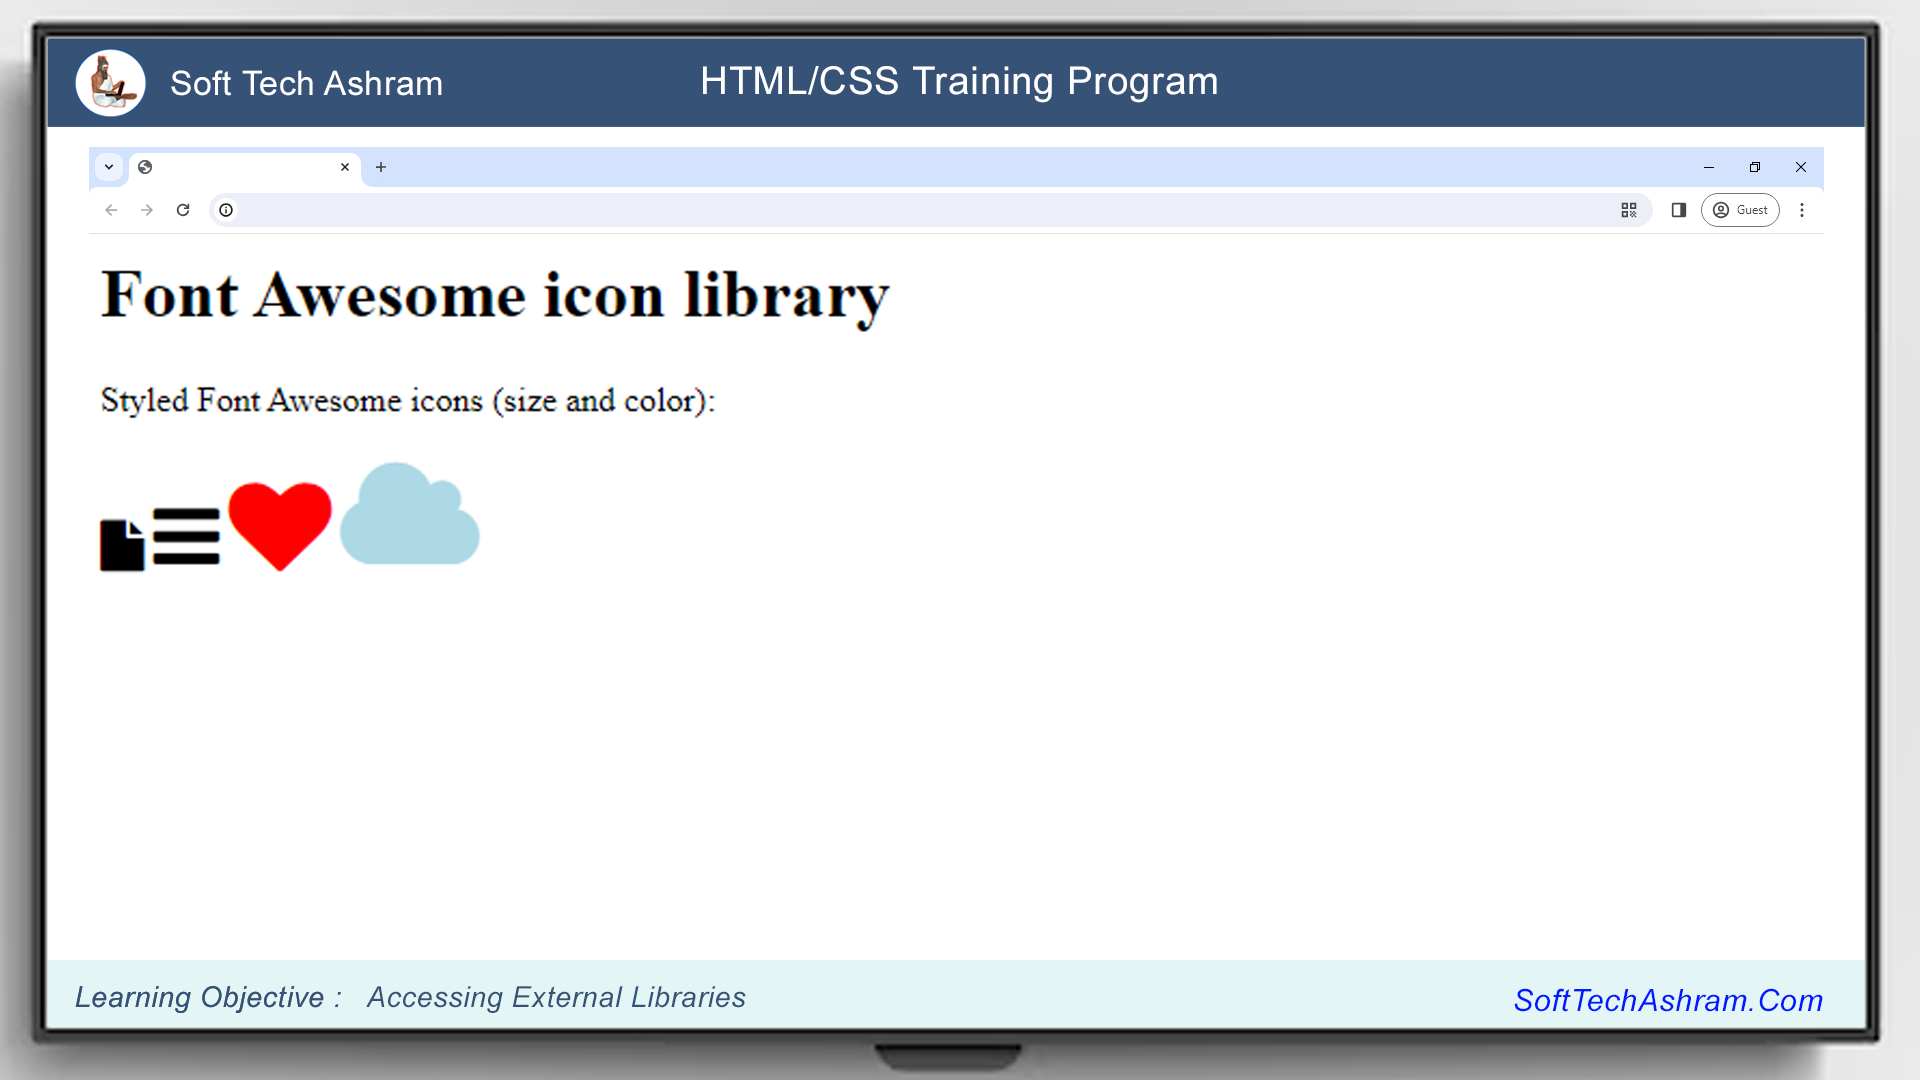 Soft Tech Ashram
HTML/CSS Training Program
Guest
Font Awesome icon library
Styled Font Awesome icons (size and color):
Learning Objective : Accessing External Libraries
SoftTechAshram.Com